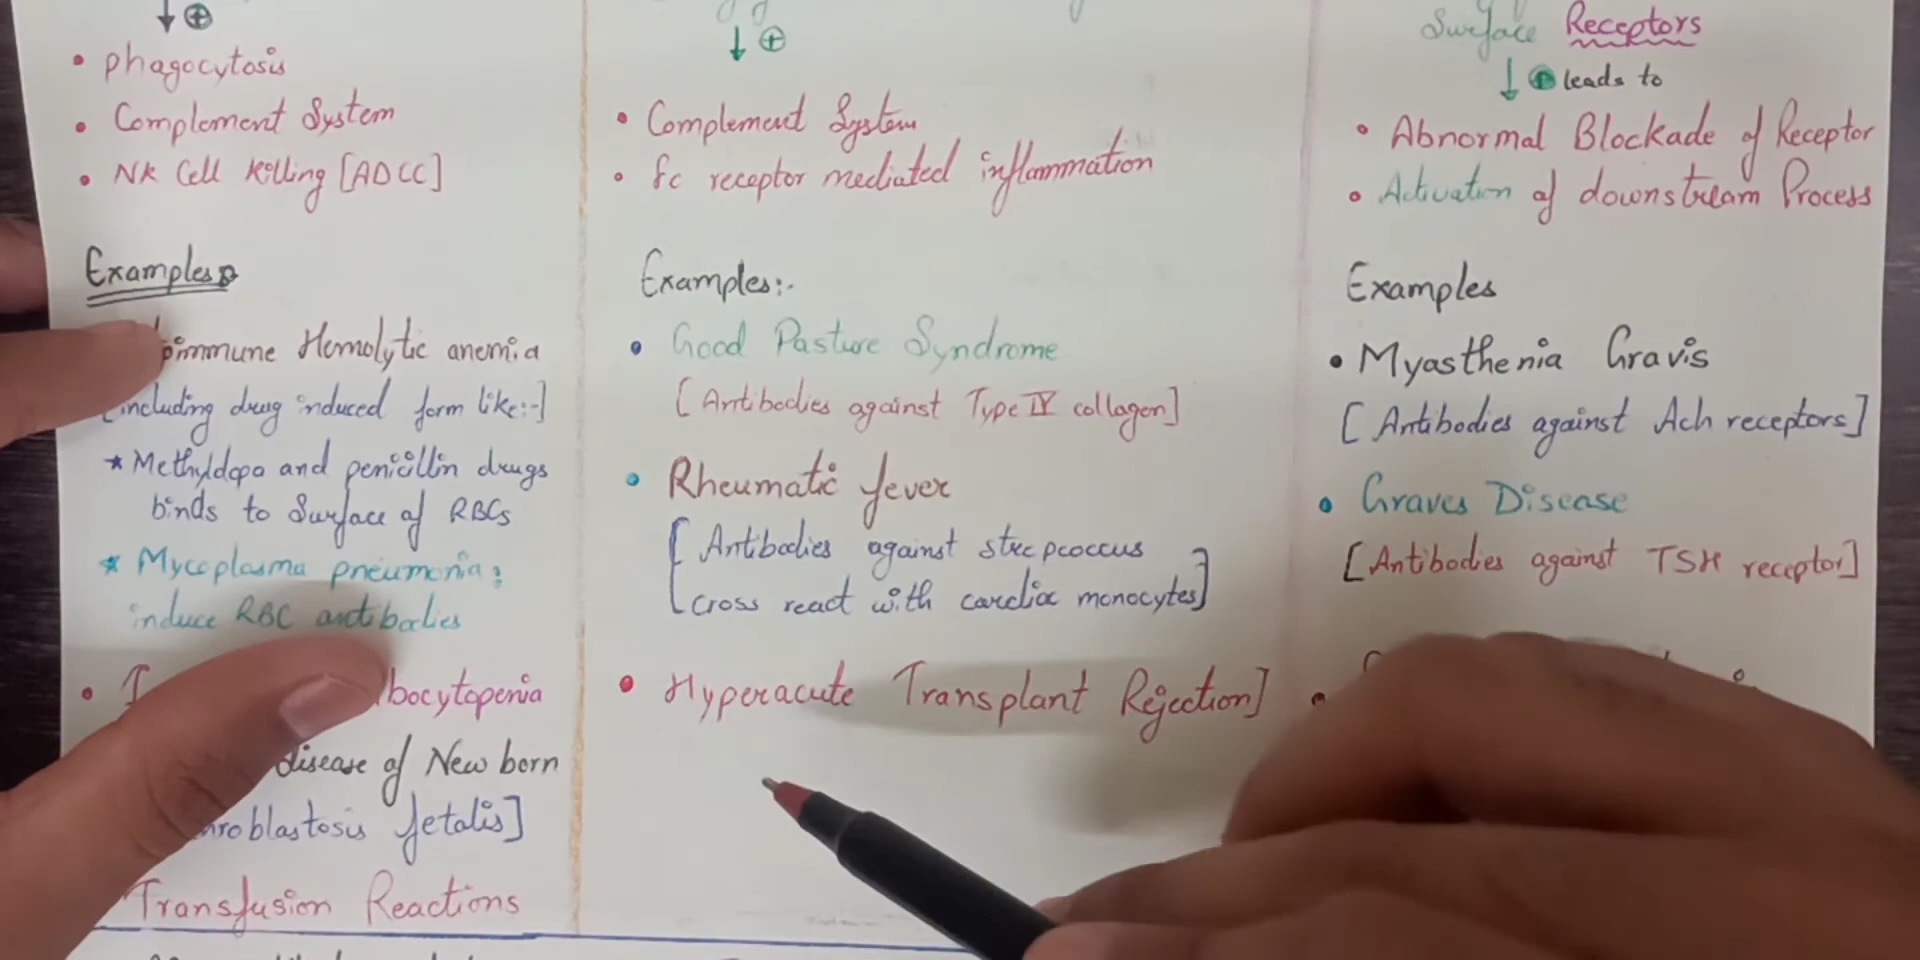 • phagocytosis
• Complement System
• NK Cell Killing [ADCC]
Examples
immune Hemolytic anemia
[including drug induced form like:-]
* Methyldopa and penicillin drugs
binds to Surface of RBCs
* Mycoplasma pneumonia:
induce RBC antibodies
• bocytopenia
disease of New born
roblastosis fetalis]
Transfusion Reactions
• Complement System
• Fc receptor mediated inflammation
Examples:-
• Good Pasture Syndrome
[Antibodies against Type IV collagen]
• Rheumatic fever
[Antibodies against strepcoccus
cross react with cardiac monocytes]
• Hyperacute Transplant Rejection]
Surface Receptors
↓ ⊕ leads to
• Abnormal Blockade of Receptor
• Activation of downstream Process
Examples
• Myasthenia Gravis
[Antibodies against Ach receptors]
• Graves Disease
[Antibodies against TSH receptor]